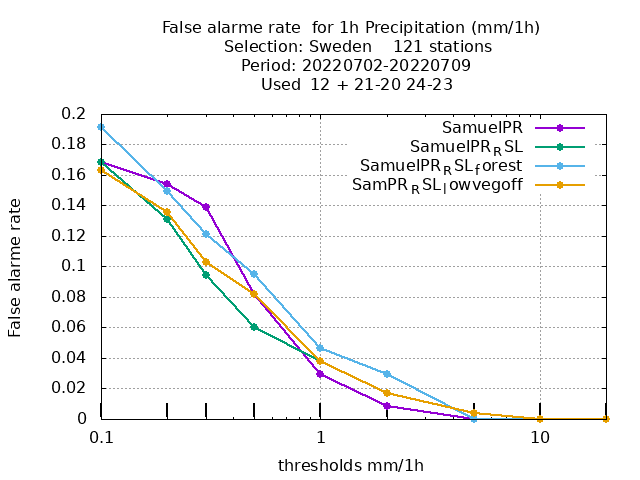 False alarme rate  for 1h Precipitation (mm/1h)
Selection: Sweden    121 stations
Period: 20220702-20220709
Used  12 + 21-20 24-23
0.2
0.18
0.16
0.14
0.12
0.1
0.08
0.06
0.04
0.02
0
False alarme rate
SamuelPR
SamuelPR_RSL
SamuelPR_RSL_forest
SamPR_RSL_lowvegoff
0.1 1 10
thresholds mm/1h